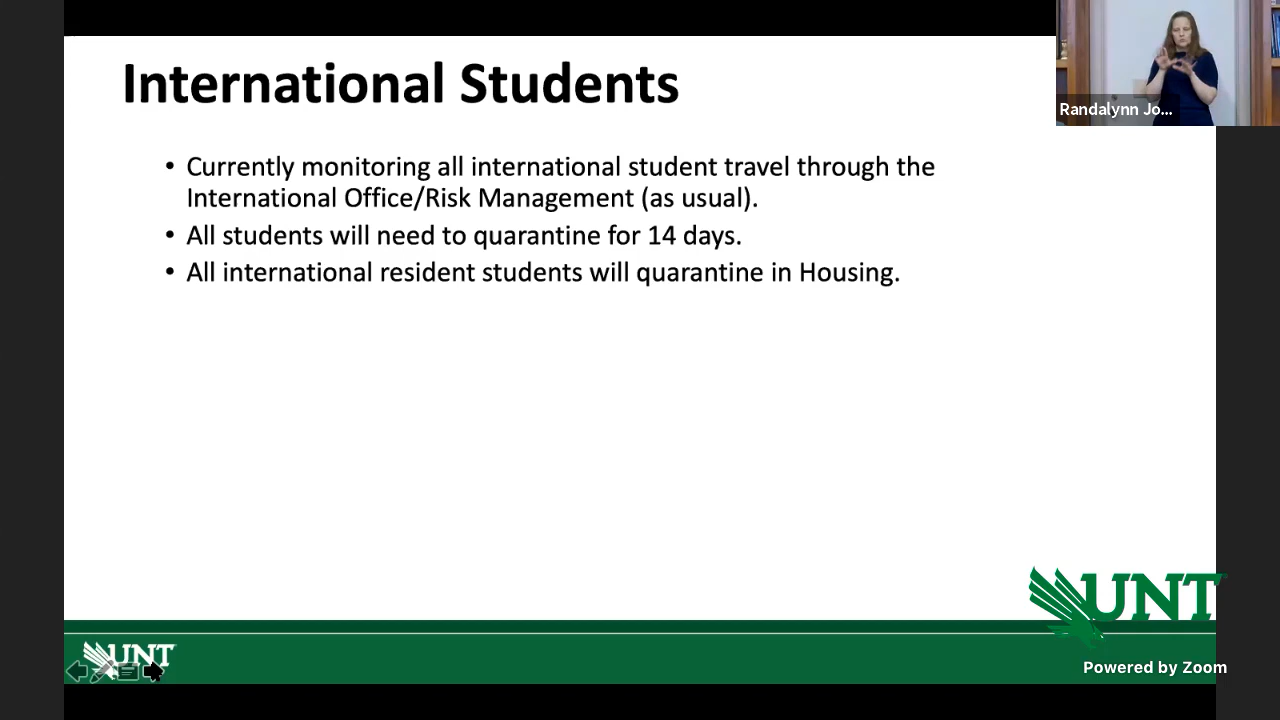 International Students
Randalynn Jo...
• Currently monitoring all international student travel through the
International Office/Risk Management (as usual).
• All students will need to quarantine for 14 days.
• All international resident students will quarantine in Housing.
UNT
UNT
Powered by Zoom